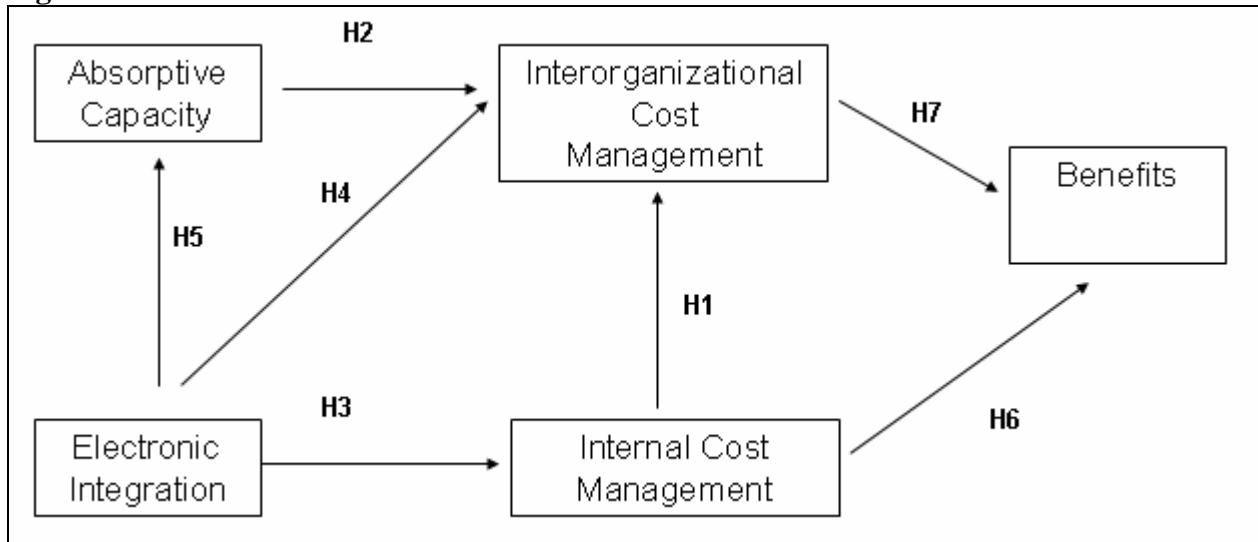 H2
Absorptive
Capacity
Interorganizational
Cost
Management
H7
Benefits
H4
H5
H1
H3
H6
Electronic
Integration
Internal Cost
Management